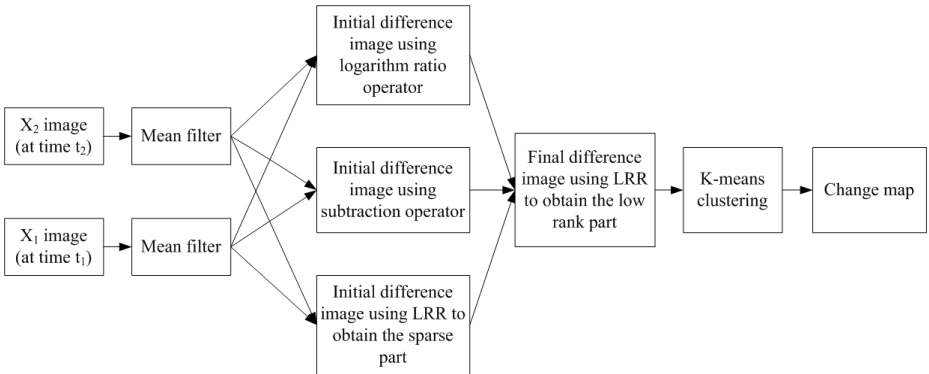 X₂ image
(at time t₂)
Mean filter
X₁ image
(at time t₁)
Mean filter
Initial difference
image using
logarithm ratio
operator
Initial difference
image using
subtraction operator
Initial difference
image using LRR to
obtain the sparse
part
Final difference
image using LRR
to obtain the low
rank part
K-means
clustering
Change map